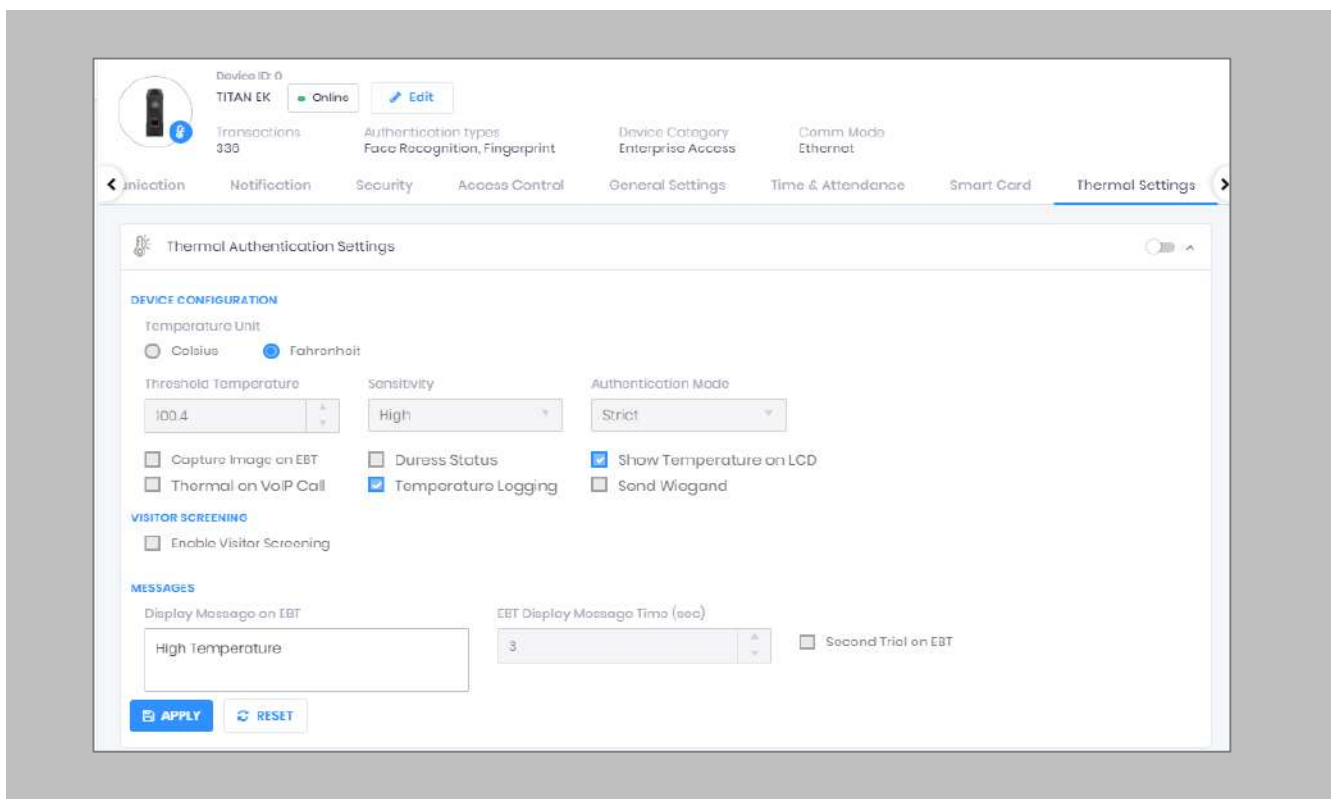 Device ID: 0
TITAN EK Online Edit
Transactions Authentication types Device Category Comm Mode
336 Face Recognition, Fingerprint Enterprise Access Ethernet
unication Notification Security Access Control General Settings Time & Attendance Smart Card Thermal Settings
Thermal Authentication Settings
DEVICE CONFIGURATION
Temperature Unit
Celsius Fahrenheit
Threshold Temperature Sensitivity Authentication Mode
100.4 High Strict
Capture Image on EBT Duress Status Show Temperature on LCD
Thermal on VoIP Call Temperature Logging Send Wiegand
VISITOR SCREENING
Enable Visitor Screening
MESSAGES
Display Message on EBT EBT Display Message Time (sec)
High Temperature 3 Second Trial on EBT
APPLY RESET